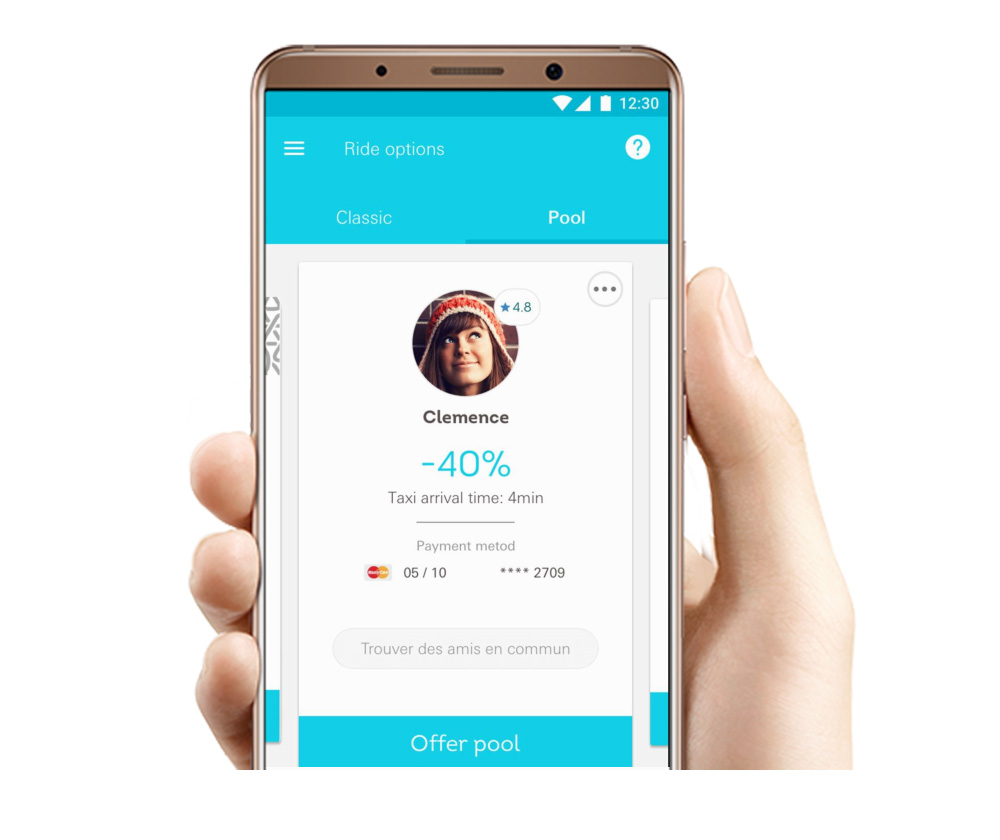 12:30
Ride options
?
Classic
Pool
4.8
Clemence
-40%
Taxi arrival time: 4min
Payment metod
05 / 10
**** 2709
Trouver des amis en commun
Offer pool